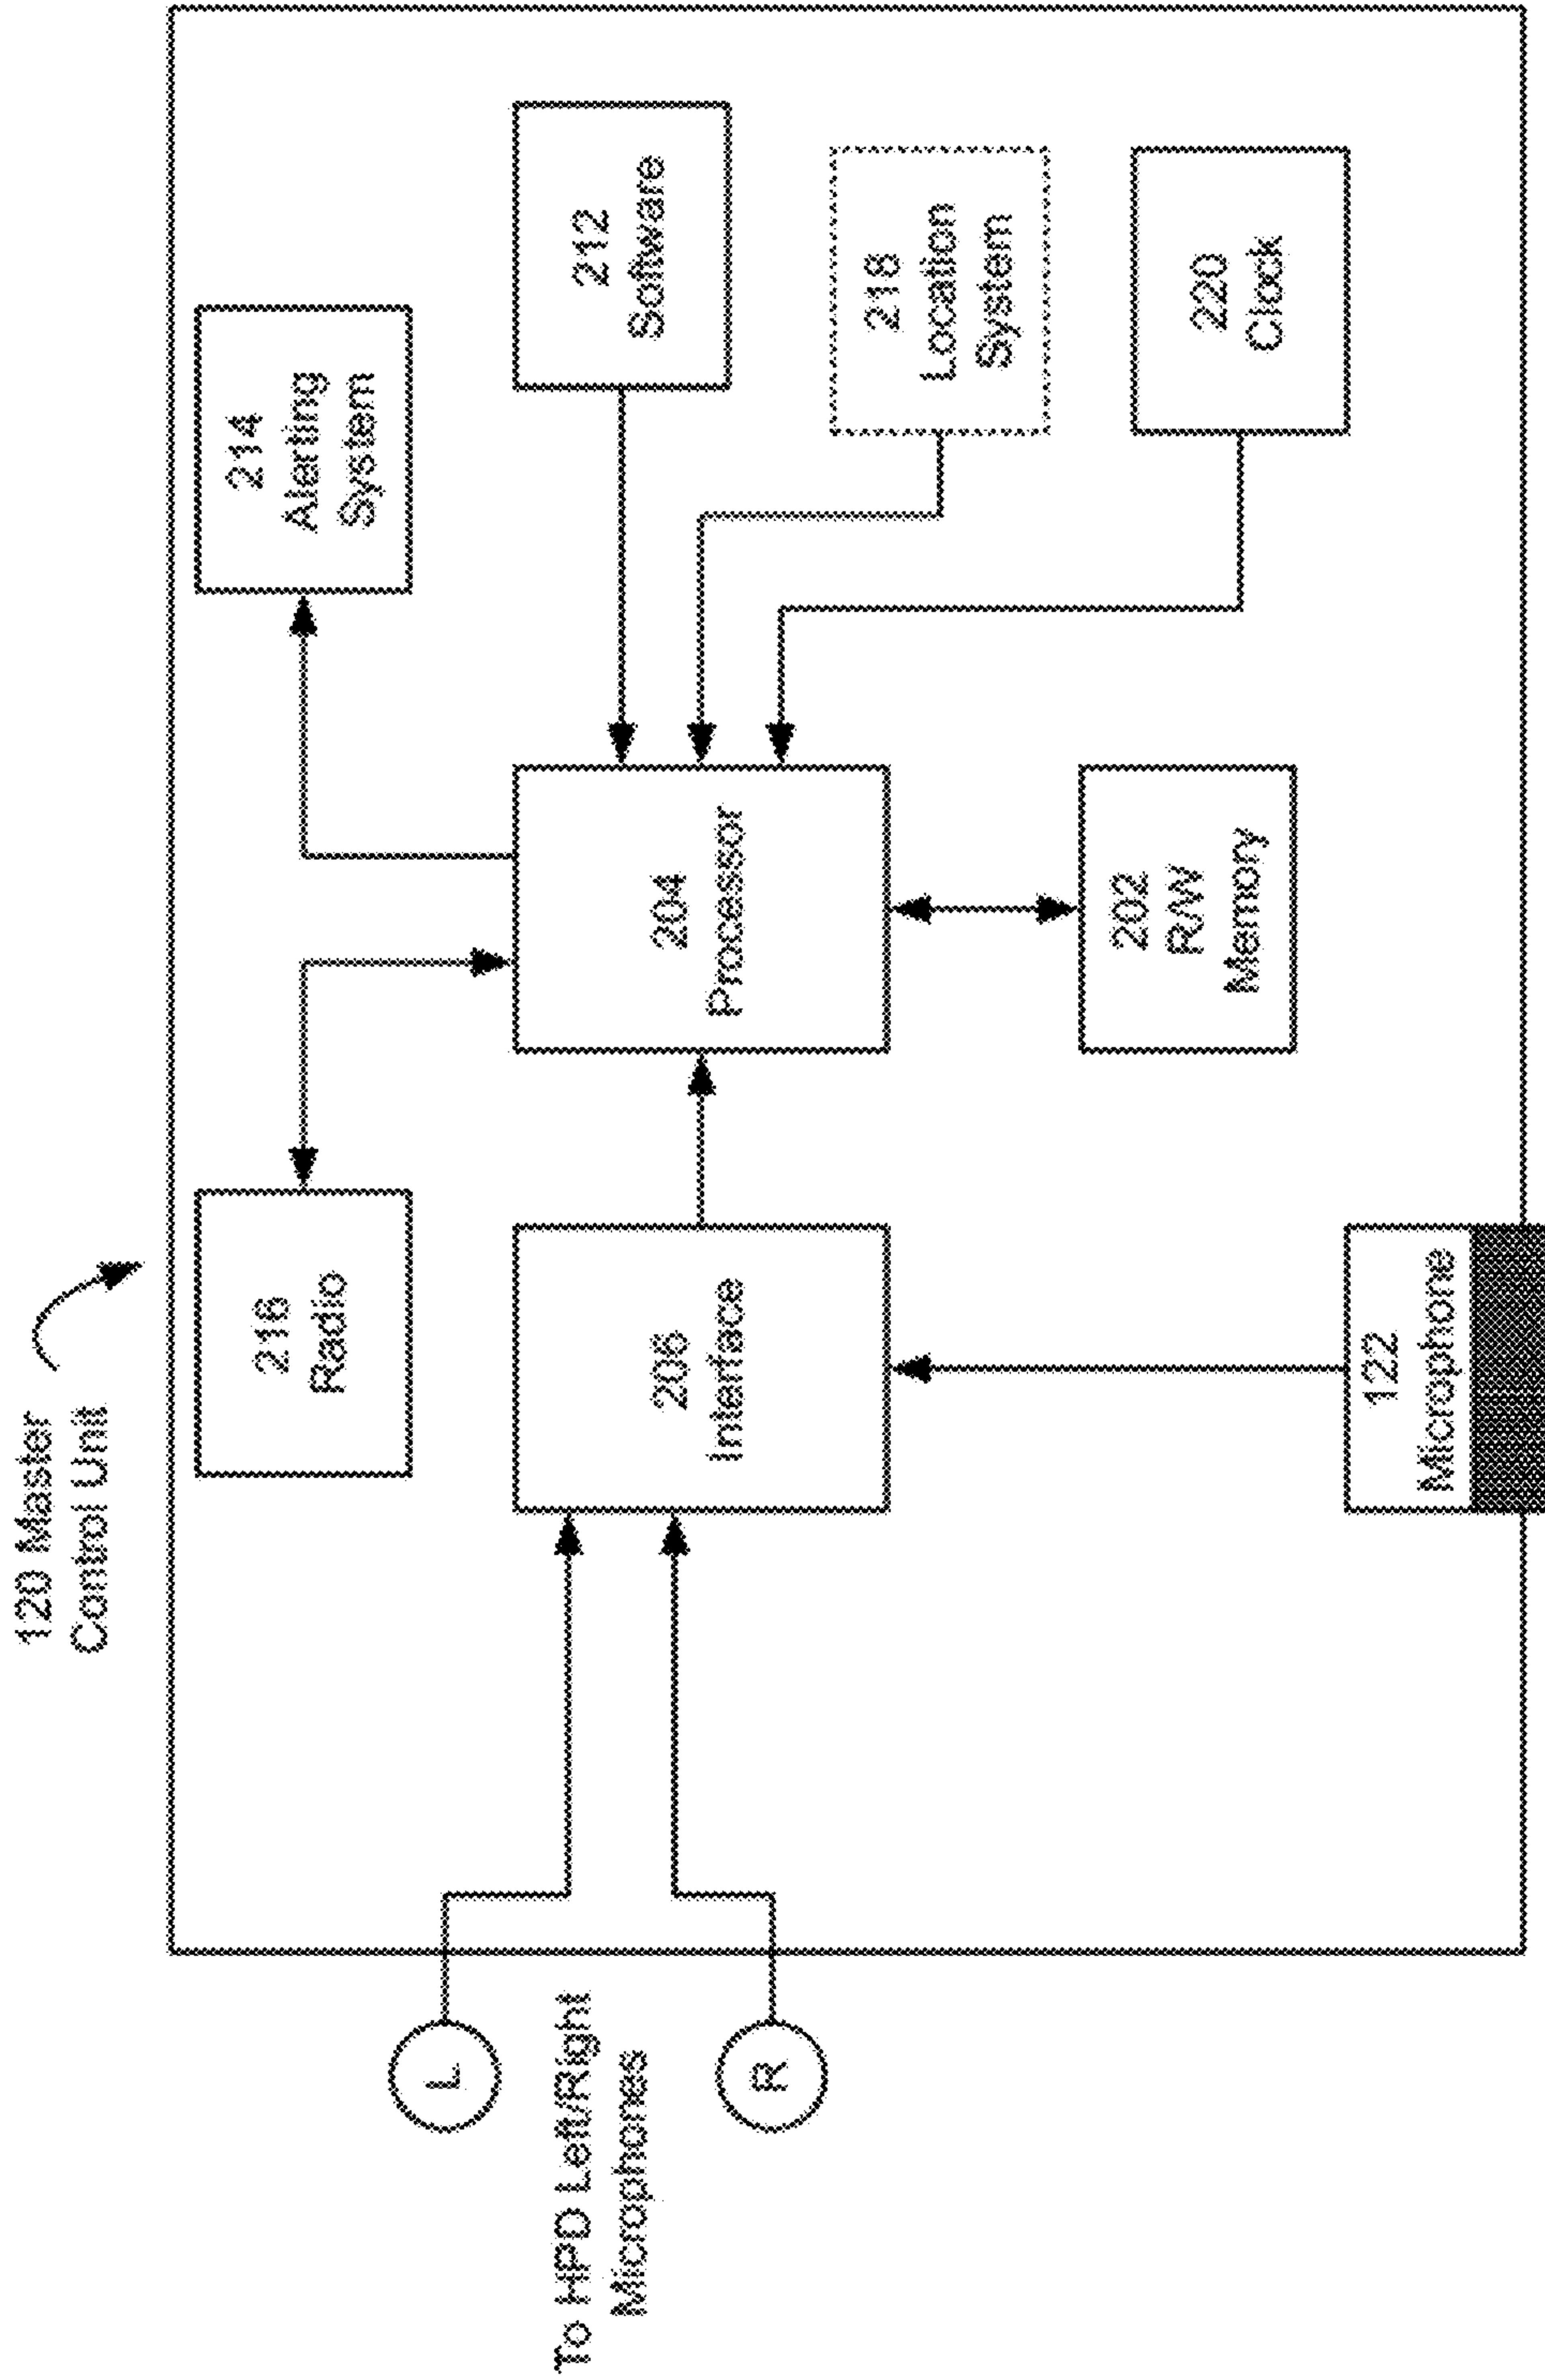 120 Master
Control Unit
216
Radio
214
Alerting
System
L
To HPD Left/Right
Microphones
R
206
Interface
204
Processor
212
Software
218
Location
System
202
R/W
Memory
220
Clock
122
Microphone